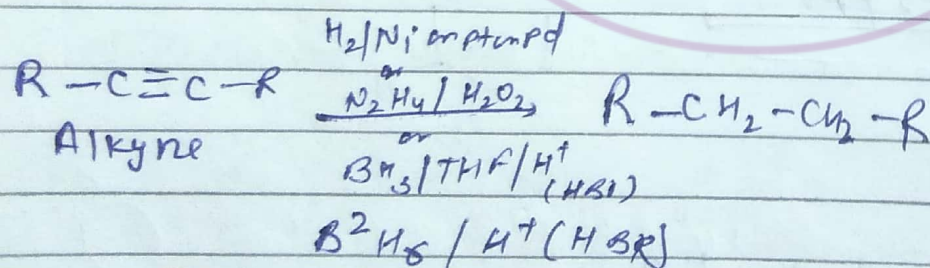 H₂/Ni or pt or pd
or
R – C ≡ C – R N₂H₄ / H₂O₂, R – CH₂ – CH₂ – R
Alkyne or
BH₃ / THF / H⁺
(HBR)
B²H₆ / H⁺ (HBR)